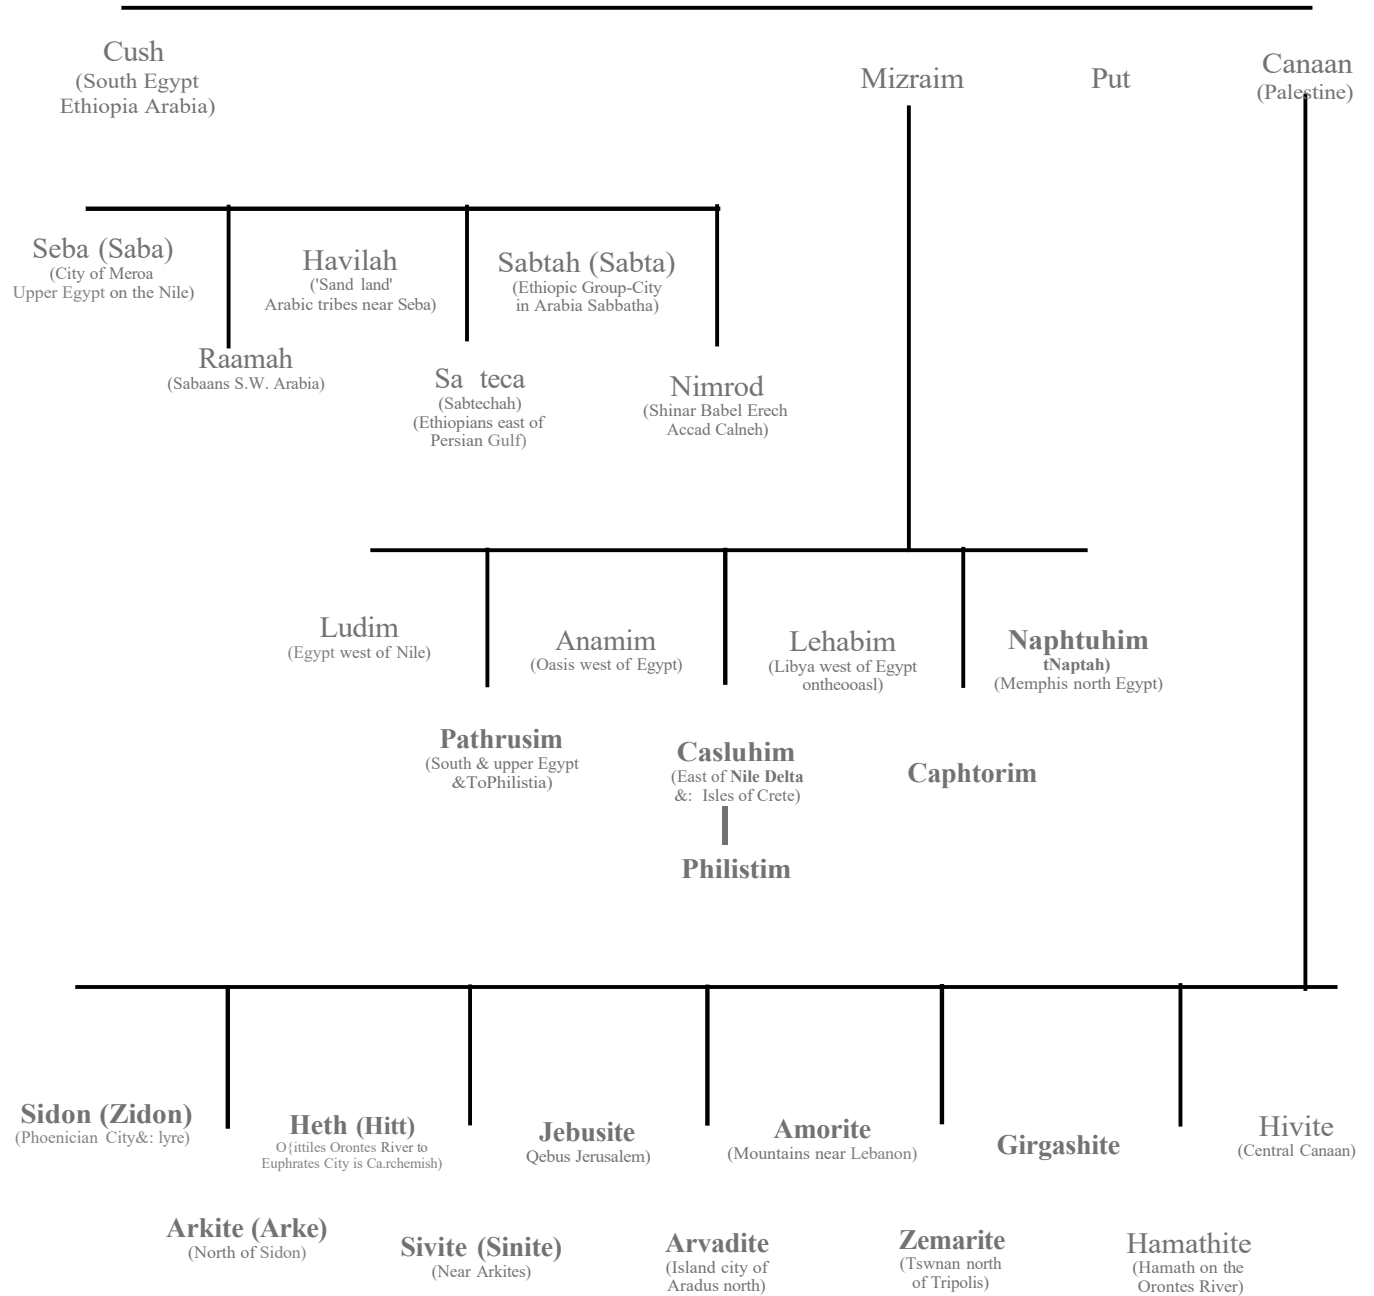 Cush
(South Egypt
Ethiopia Arabia)
Mizraim
Put
Canaan
(Palestine)
Seba (Saba)
(City of Meroa
Upper Egypt on the Nile)
Havilah
('Sand land'
Arabic tribes near Seba)
Sabtah (Sabta)
(Ethiopic Group-City
in Arabia Sabbatha)
Raamah
(Sabaans S.W. Arabia)
Sa teca
(Sabtechah)
(Ethiopians east of
Persian Gulf)
Nimrod
(Shinar Babel Erech
Accad Calneh)
Ludim
(Egypt west of Nile)
Anamim
(Oasis west of Egypt)
Lehabim
(Libya west of Egypt
ontheooasl)
Naphtuhim
tNaptah)
(Memphis north Egypt)
Pathrusim
(South & upper Egypt
&ToPhilistia)
Casluhim
(East of Nile Delta
&: Isles of Crete)
Caphtorim
Philistim
Sidon (Zidon)
(Phoenician City&: lyre)
Heth (Hitt)
O{ittiles Orontes River to
Euphrates City is Ca.rchemish)
Jebusite
Qebus Jerusalem)
Amorite
(Mountains near Lebanon)
Girgashite
Hivite
(Central Canaan)
Arkite (Arke)
(North of Sidon)
Sivite (Sinite)
(Near Arkites)
Arvadite
(Island city of
Aradus north)
Zemarite
(Tswnan north
of Tripolis)
Hamathite
(Hamath on the
Orontes River)